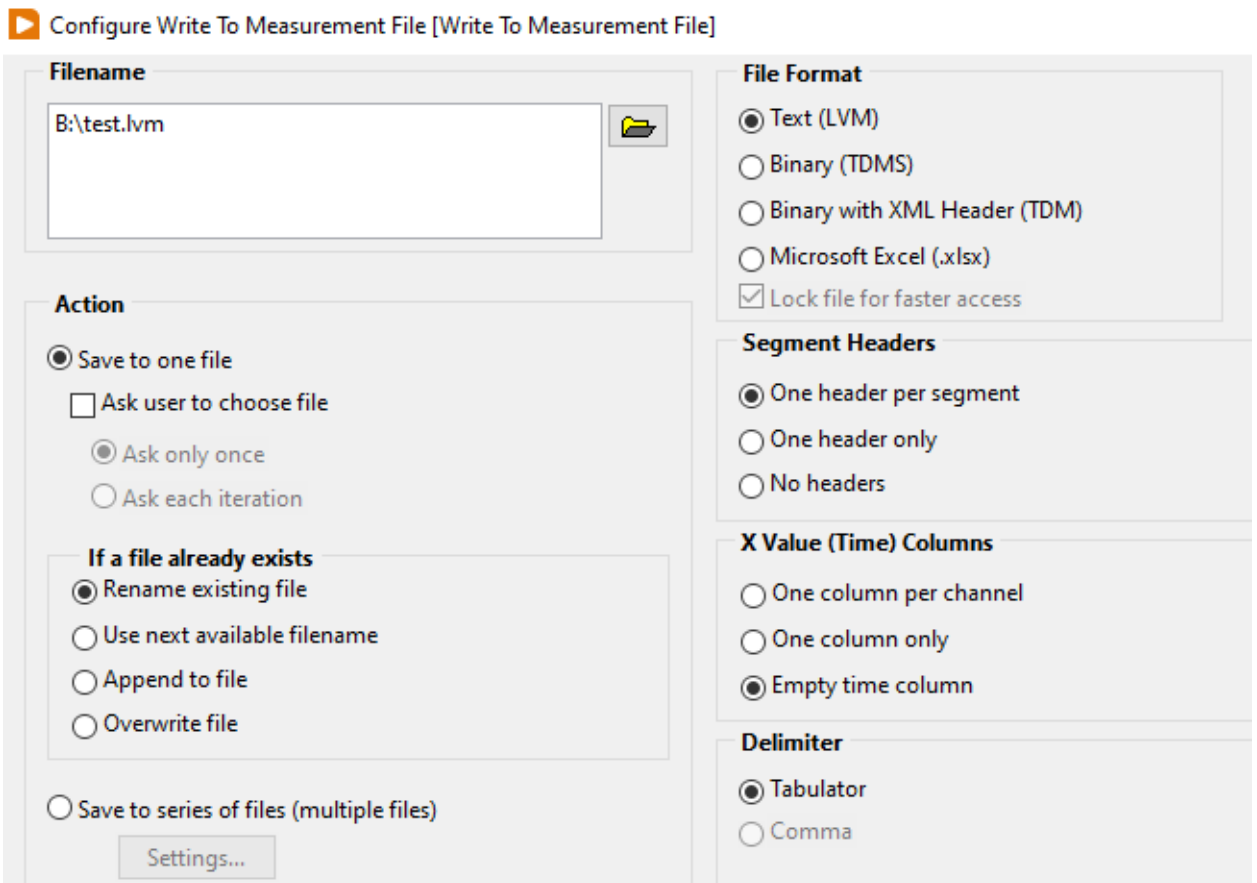 Configure Write To Measurement File [Write To Measurement File]
Filename
B:\test.lvm
Action
Save to one file
Ask user to choose file
Ask only once
Ask each iteration
If a file already exists
Rename existing file
Use next available filename
Append to file
Overwrite file
Save to series of files (multiple files)
Settings...
File Format
Text (LVM)
Binary (TDMS)
Binary with XML Header (TDM)
Microsoft Excel (.xlsx)
Lock file for faster access
Segment Headers
One header per segment
One header only
No headers
X Value (Time) Columns
One column per channel
One column only
Empty time column
Delimiter
Tabulator
Comma